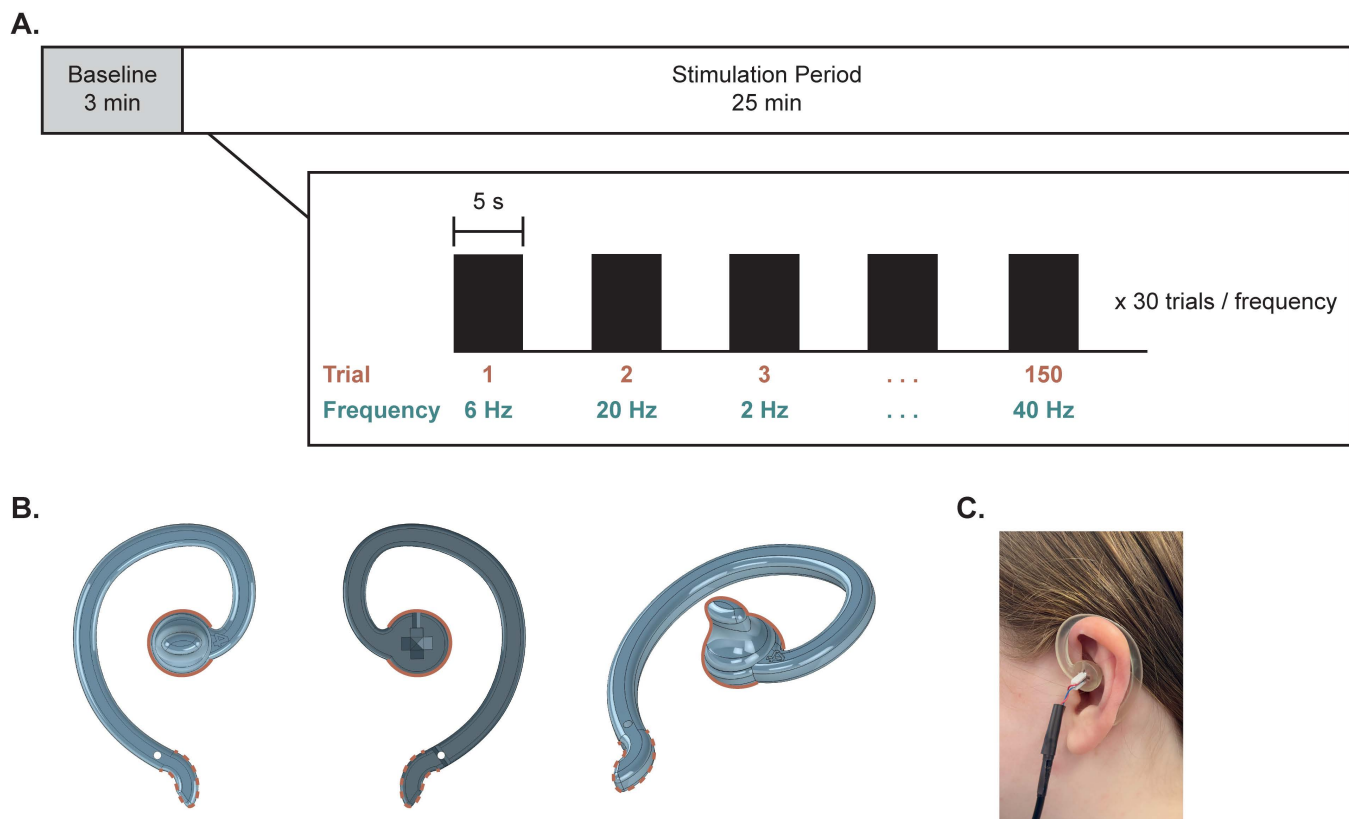 A.
Baseline
3 min
Stimulation Period
25 min
5 s
x 30 trials / frequency
Trial 1 2 3 . . . 150
Frequency 6 Hz 20 Hz 2 Hz . . . 40 Hz
B.
C.